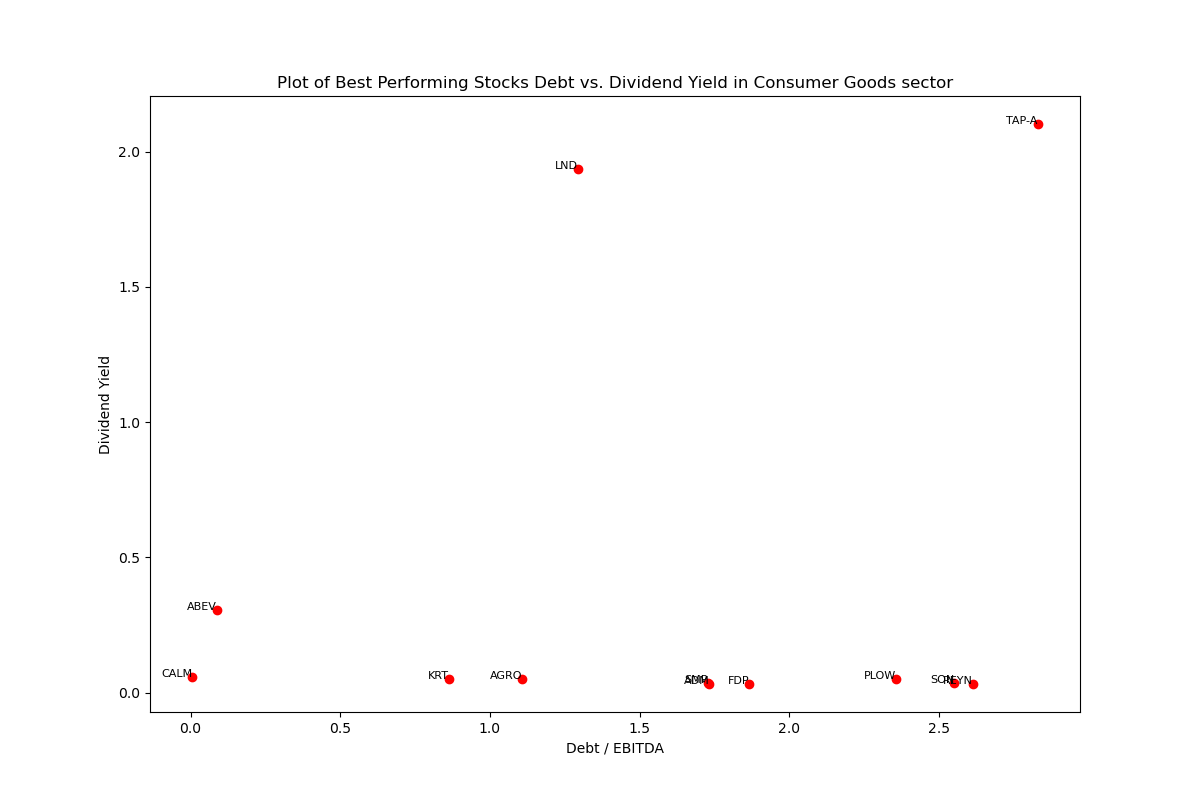 Plot of Best Performing Stocks Debt vs. Dividend Yield in Consumer Goods sector
TAP-A
LND
2.0
1.5
Dividend Yield
1.0
0.5
ABEV
CALM
KRT
AGRO
FDP
PLOW
SON
REYN
0.0
0.0 0.5 1.0 1.5 2.0 2.5
Debt / EBITDA